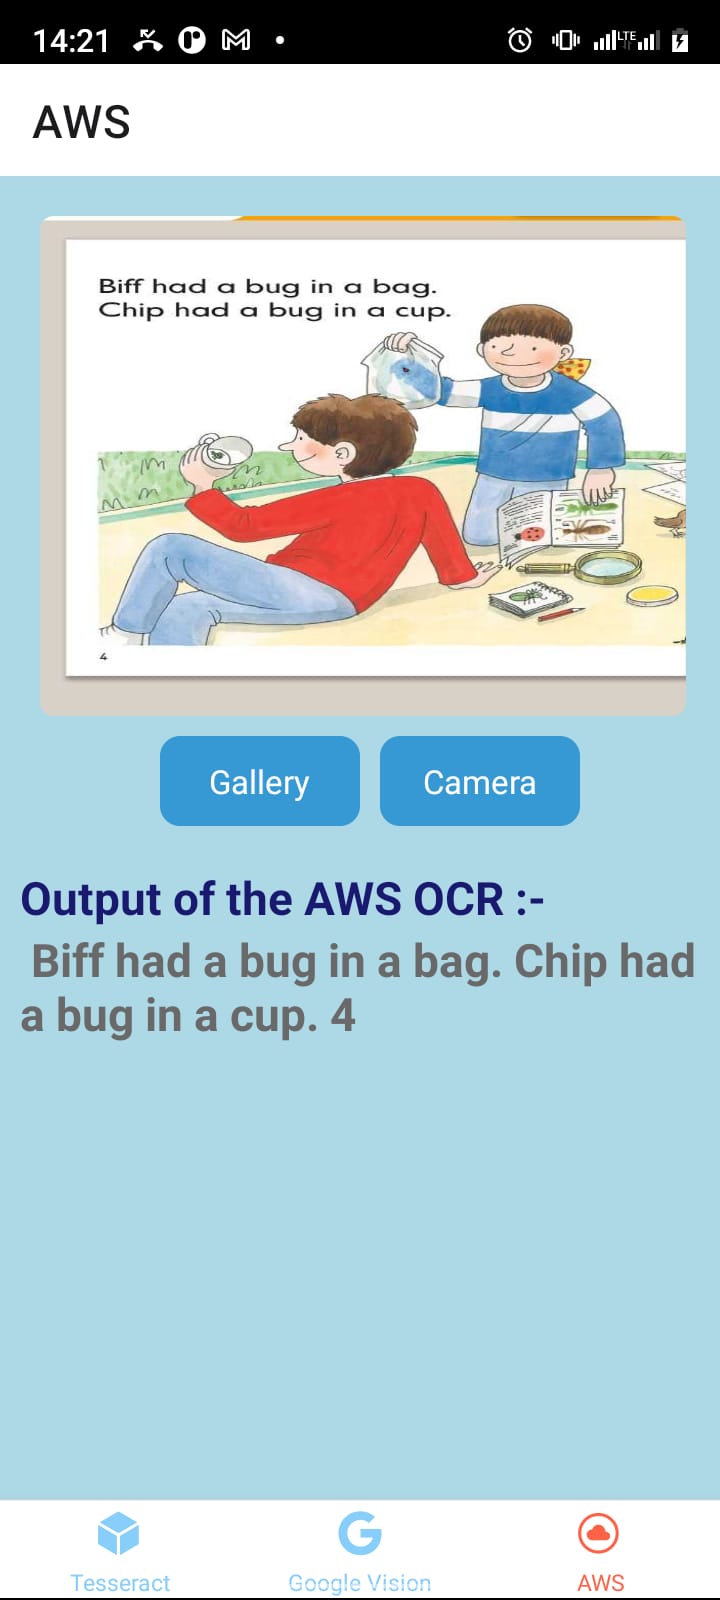 14:21
LTE
AWS
Biff had a bug in a bag.
Chip had a bug in a cup.
4
Gallery
Camera
Output of the AWS OCR :-
Biff had a bug in a bag. Chip had
a bug in a cup. 4
Tesseract
Google Vision
AWS